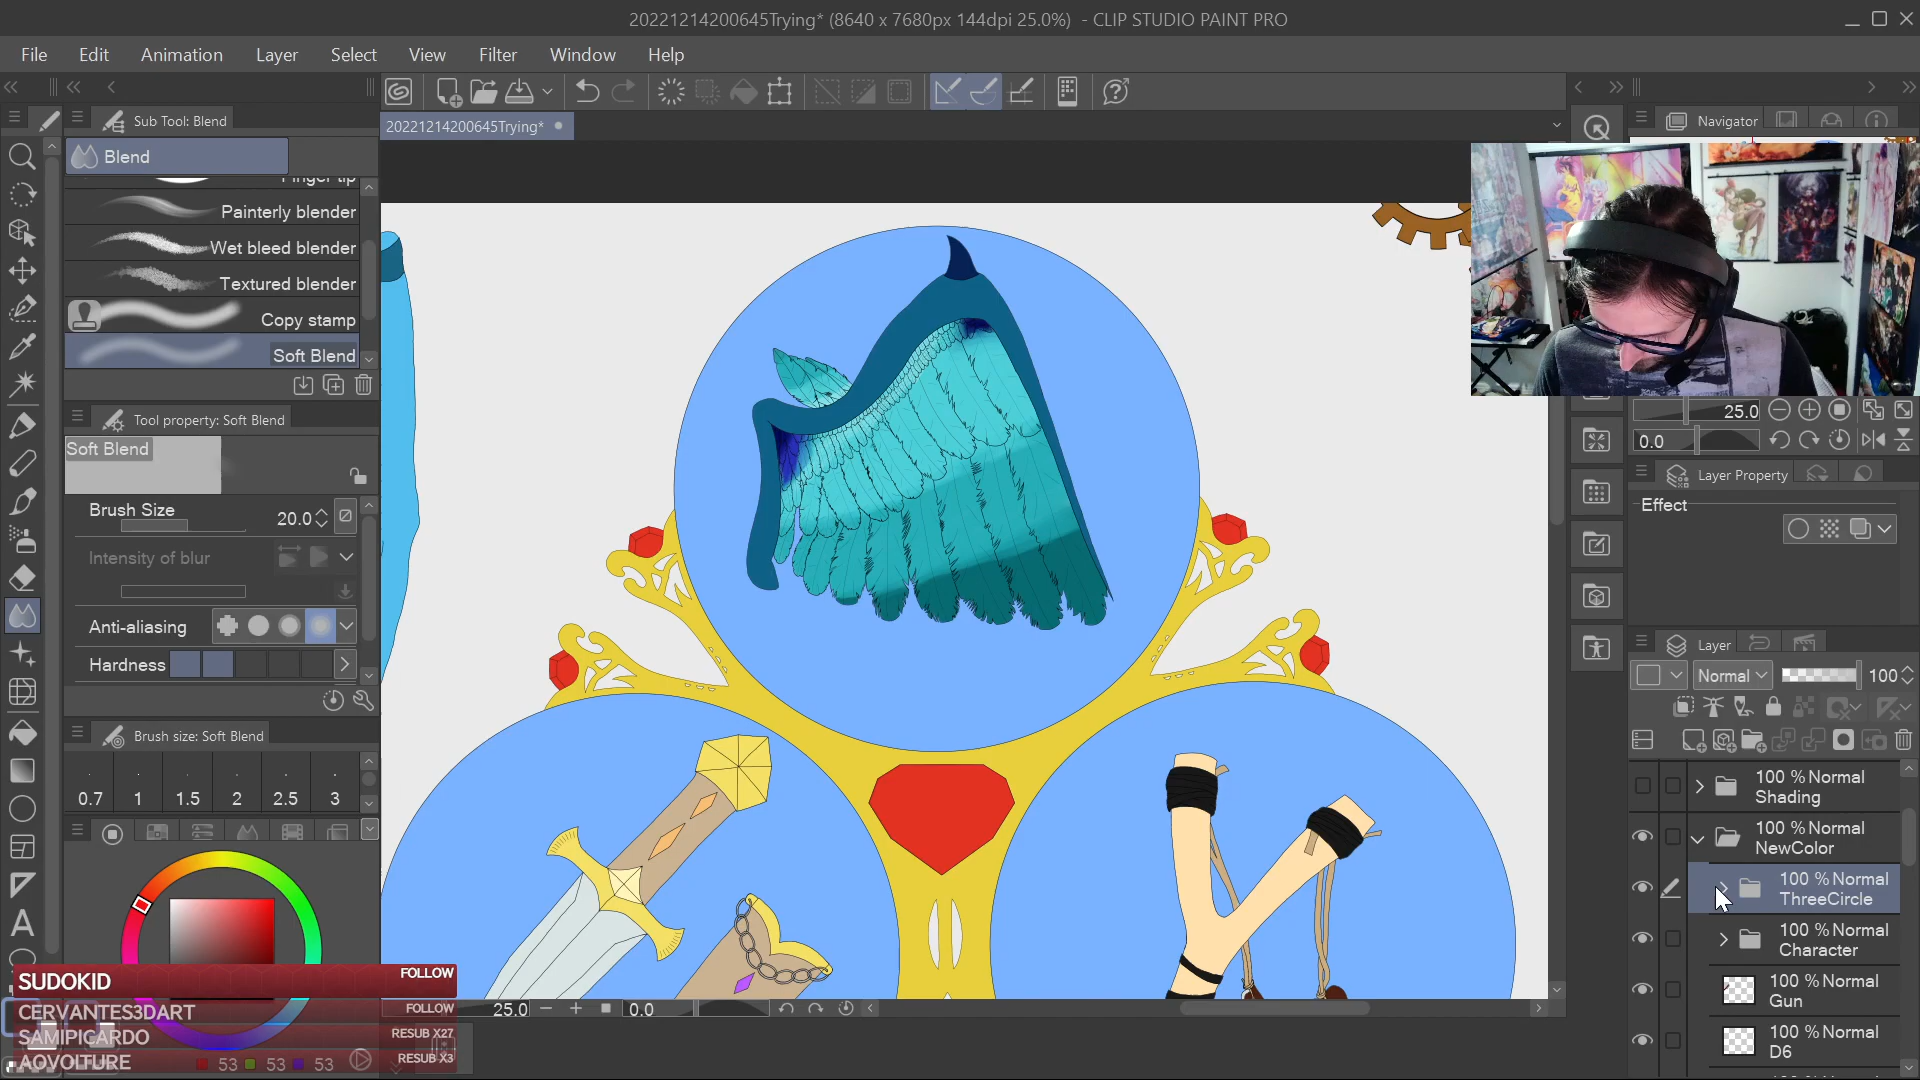 20221214200645Trying* (8640 x 7680px 144dpi 25.0%) - CLIP STUDIO PAINT PRO
File Edit Animation Layer Select View Filter Window Help
Sub Tool: Blend
Navigator
20221214200645Trying*
Blend
Painterly blender
Wet bleed blender
Textured blender
Copy stamp
Soft Blend
Tool property: Soft Blend
Soft Blend
Brush Size 20.0
Intensity of blur
Anti-aliasing
Hardness
Brush size: Soft Blend
0.7 1 1.5 2 2.5 3
25.0
0.0
Layer Property
Effect
Layer
Normal 100
100 %Normal
Shading
100 %Normal
NewColor
100 %Normal
ThreeCircle
100 %Normal
Character
100 %Normal
Gun
100 %Normal
D6
SUDOKID FOLLOW
CERVANTES3DART FOLLOW
SAMIPICARDO RESUB X27
AOVOLTURE RESUB X3
53 53 53
25.0 0.0